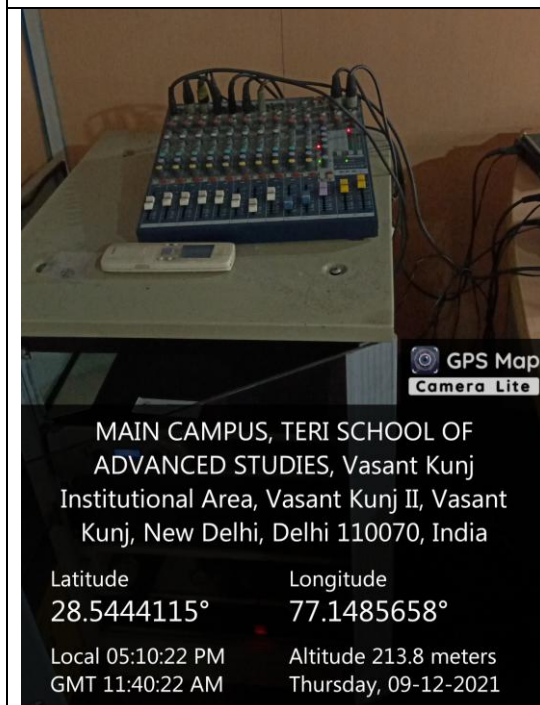 GPS Map
Camera Lite
MAIN CAMPUS, TERI SCHOOL OF
ADVANCED STUDIES, Vasant Kunj
Institutional Area, Vasant Kunj II, Vasant
Kunj, New Delhi, Delhi 110070, India
Latitude
28.5444115°
Longitude
77.1485658°
Local 05:10:22 PM
GMT 11:40:22 AM
Altitude 213.8 meters
Thursday, 09-12-2021